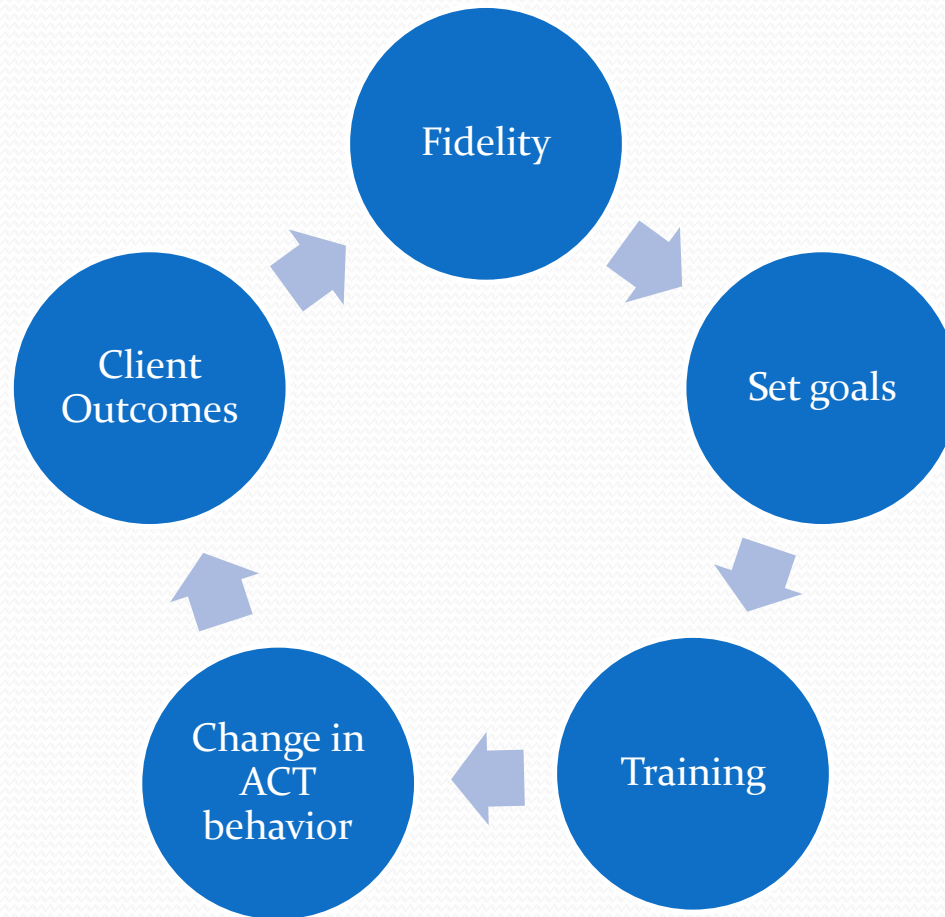 Fidelity
Set goals
Training
Change in
ACT
behavior
Client
Outcomes